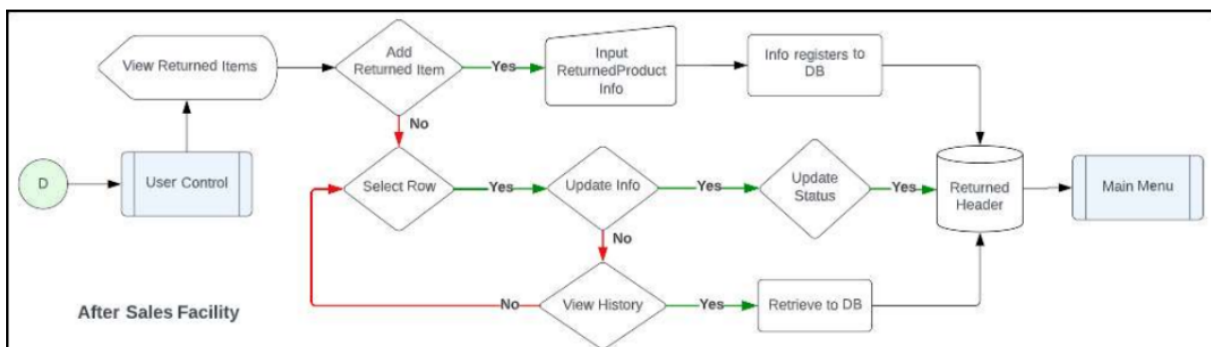 Add
Returned Item
View Returned Items
Yes
Input
ReturnedProduct
Info
Info registers to
DB
No
D
User Control
Select Row
Yes
Update Info
Yes
Update
Status
Yes
Returned
Header
Main Menu
No
After Sales Facility
No
View History
Yes
Retrieve to DB